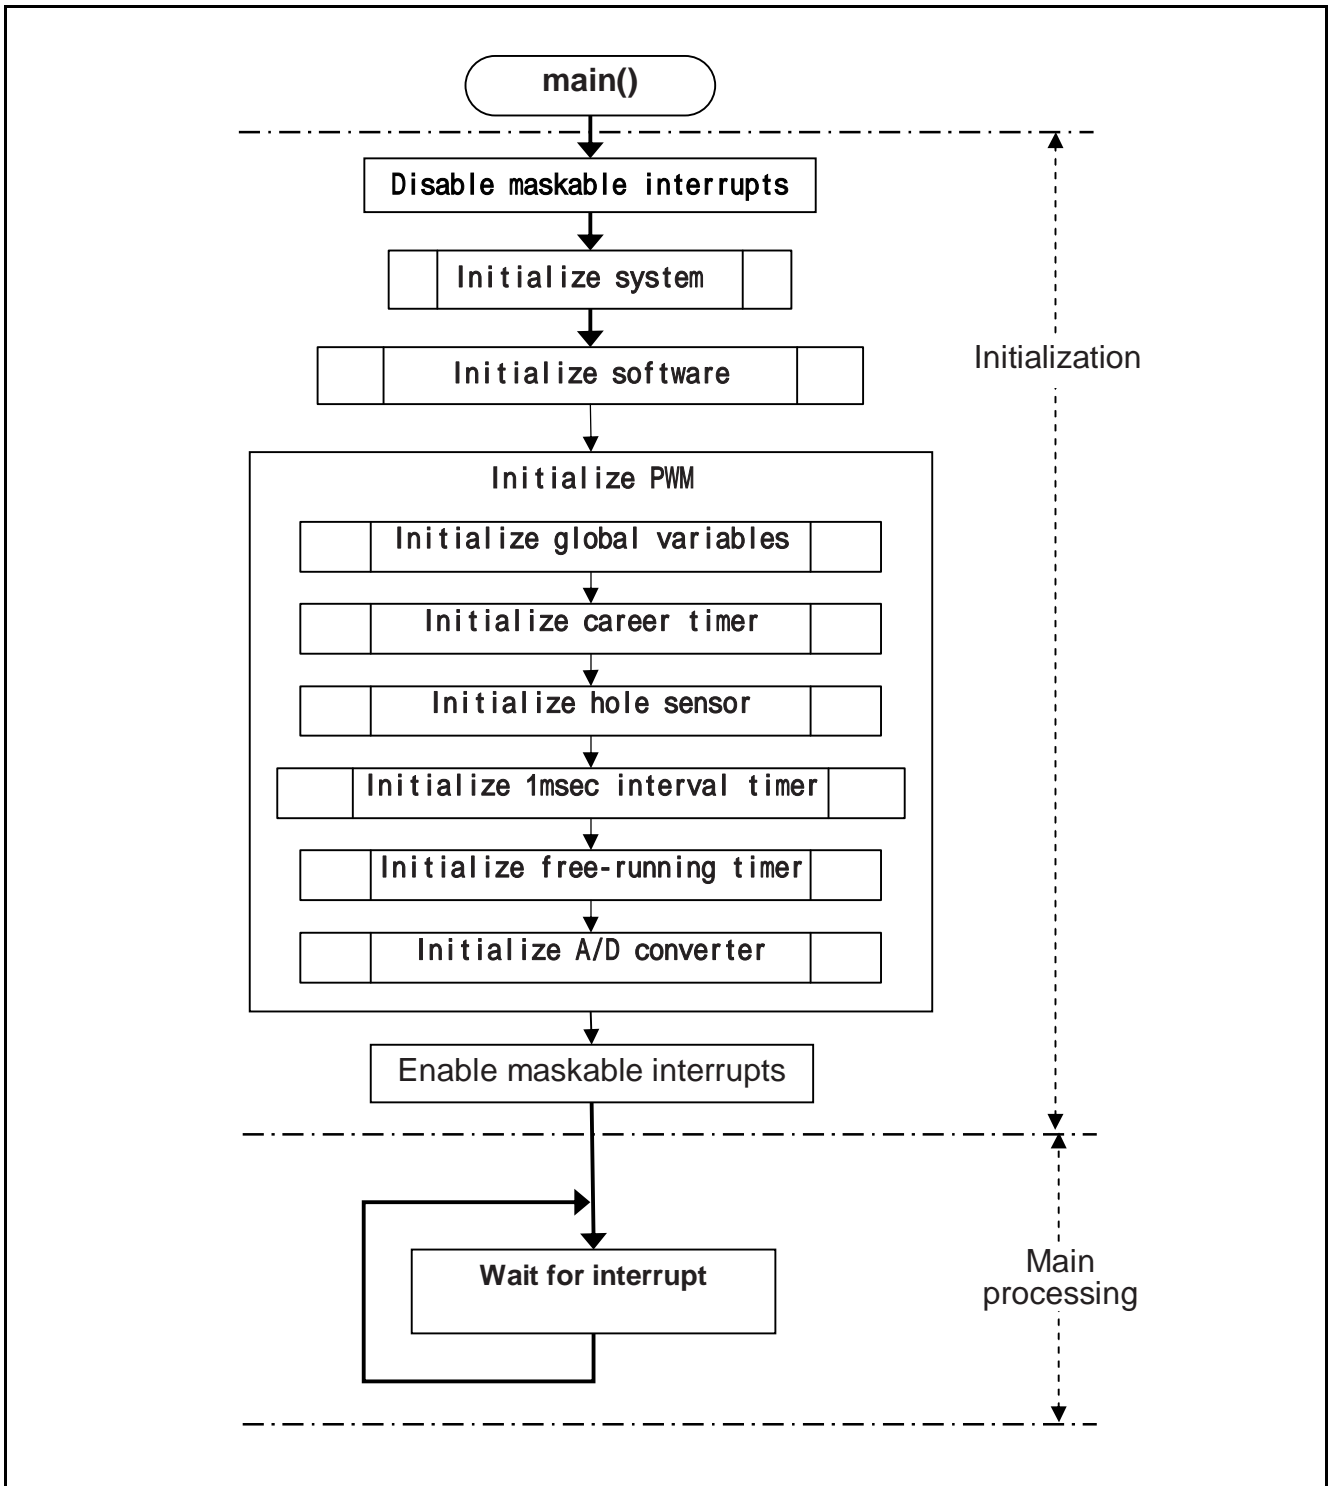 main()
Disable maskable interrupts
Initialize system
Initialize software
Initialization
Initialize PWM
Initialize global variables
Initialize career timer
Initialize hole sensor
Initialize 1msec interval timer
Initialize free-running timer
Initialize A/D converter
Enable maskable interrupts
Wait for interrupt
Main
processing